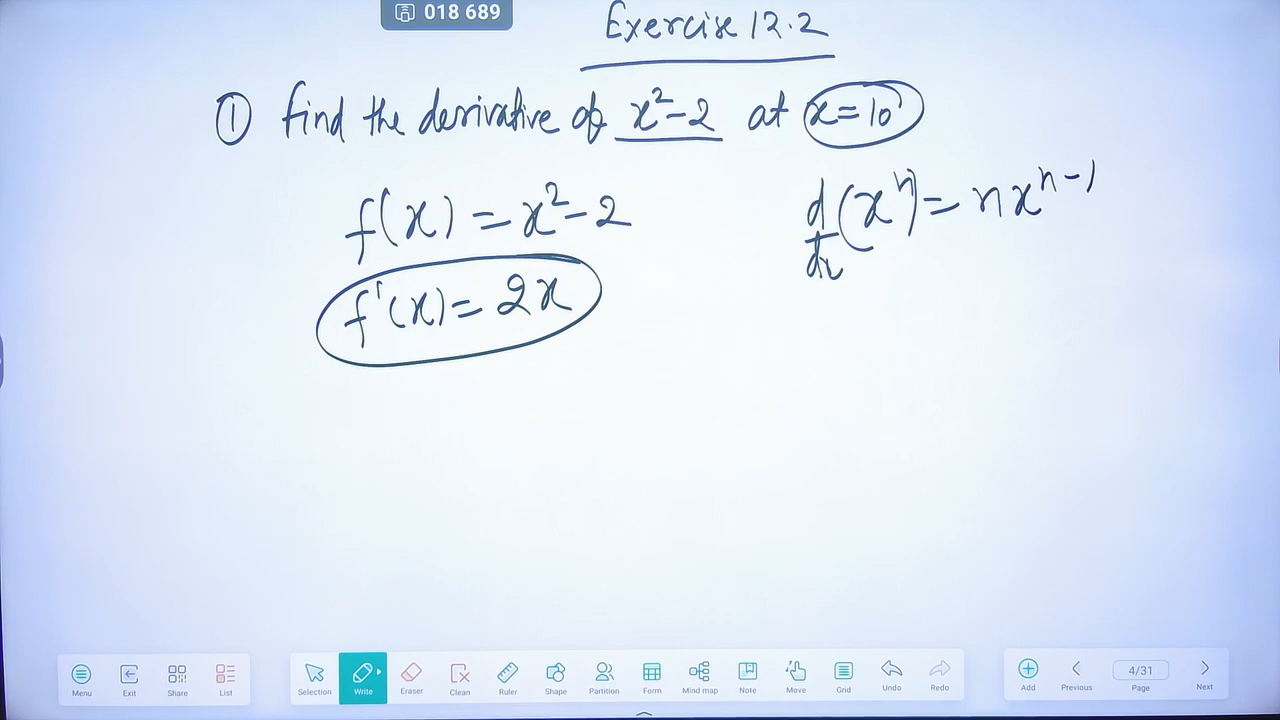 018 689
Exercise 12.2
① find the derivative of x²-2 at x=10
f(x) = x²-2
d/dx (xⁿ) = nxⁿ⁻¹
f'(x) = 2x
Menu Exit Share List Selection Write Eraser Clean Ruler Shape Partition Form Mind map Note Move Grid Undo Redo Add Previous 4/31 Page Next